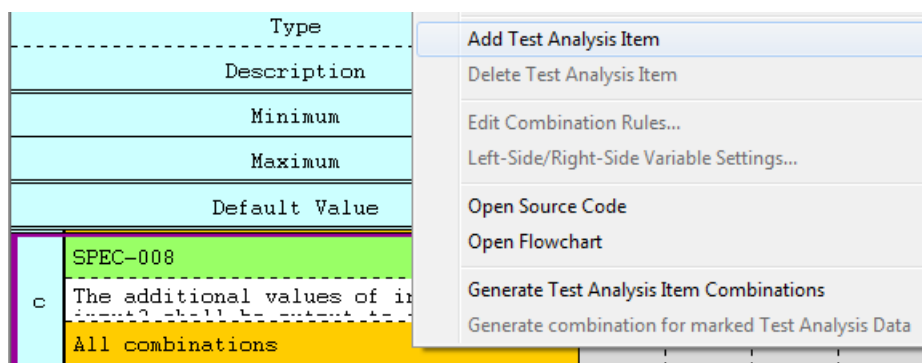 Type
Description
Minimum
Maximum
Default Value
SPEC-008
c
The additional values of
All combinations
Add Test Analysis Item
Delete Test Analysis Item
Edit Combination Rules...
Left-Side/Right-Side Variable Settings...
Open Source Code
Open Flowchart
Generate Test Analysis Item Combinations
Generate combination for marked Test Analysis Data